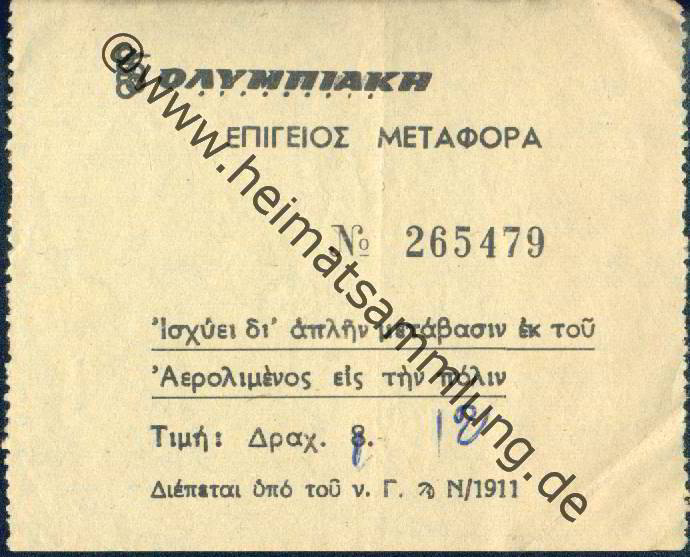 ΟΛΥΜΠΙΑΚΗ
ΕΠΙΓΕΙΟΣ ΜΕΤΑΦΟΡΑ
№ 265479
Ἰσχύει δι' ἁπλῆν μετάβασιν ἐκ τοῦ
Ἀερολιμένος εἰς τὴν πόλιν
Τιμή: Δραχ. 8.
Διέπεται ὑπό τοῦ ν. Γ. ϡ Ν/1911
@www.heimatsammlung.de